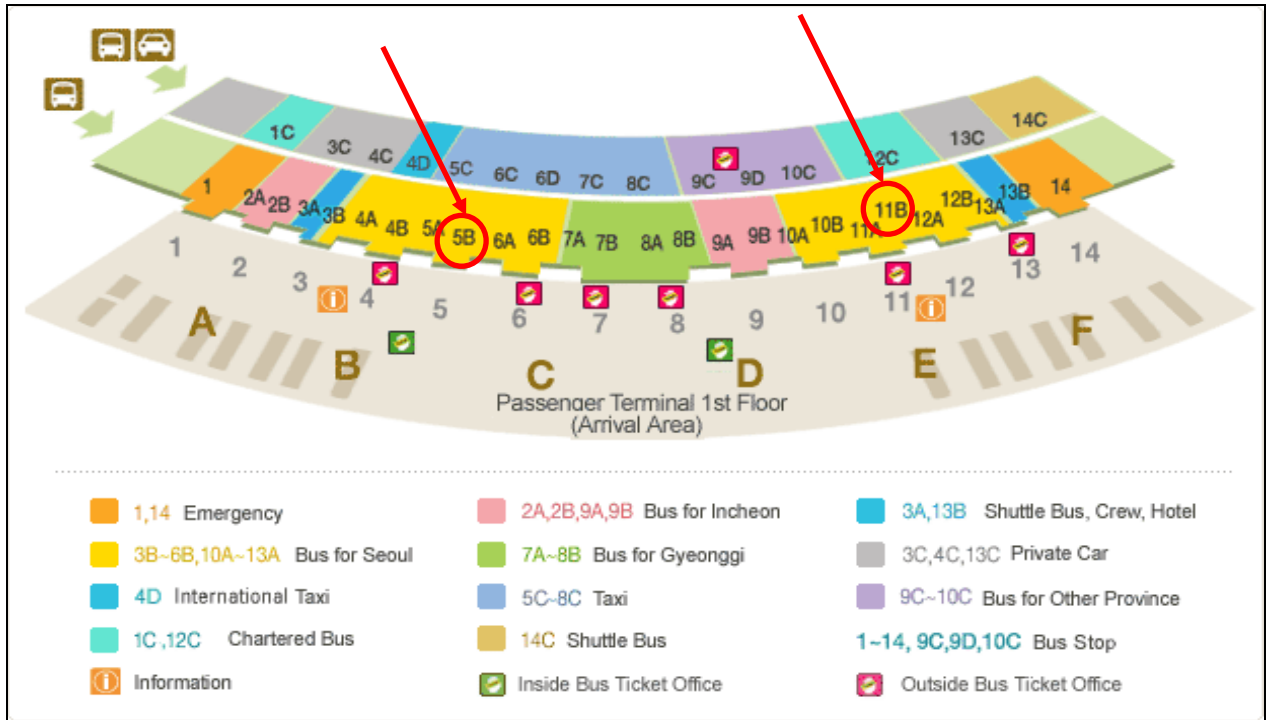 1C
3C
4C
4D
5C
6C
6D
7C
8C
9C
9D
10C
12C
13C
14C
1
2A
2B
3A
3B
4A
4B
5A
5B
6A
6B
7A
7B
8A
8B
9A
9B
10A
10B
11A
11B
12A
12B
13A
13B
14
1
2
3
4
5
6
7
8
9
10
11
12
13
14
A
B
C
D
E
F
Passenger Terminal 1st Floor
(Arrival Area)
1,14 Emergency
2A,2B,9A,9B Bus for Incheon
3A,13B Shuttle Bus, Crew, Hotel
3B~6B,10A~13A Bus for Seoul
7A~8B Bus for Gyeonggi
3C,4C,13C Private Car
4D International Taxi
5C~8C Taxi
9C~10C Bus for Other Province
1C ,12C Chartered Bus
14C Shuttle Bus
1~14, 9C,9D,10C Bus Stop
Information
Inside Bus Ticket Office
Outside Bus Ticket Office